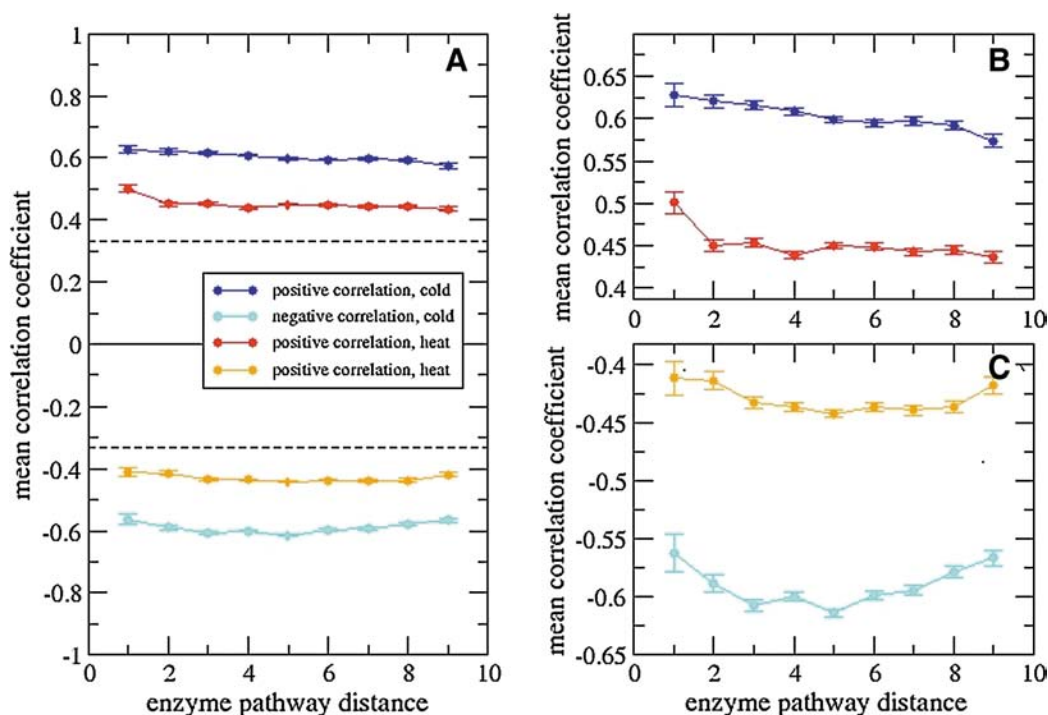 A
mean correlation coefficient
1
0.8
0.6
0.4
0.2
0
-0.2
-0.4
-0.6
-0.8
-1
positive correlation, cold
negative correlation, cold
positive correlation, heat
positive correlation, heat
0 2 4 6 8 10
enzyme pathway distance
B
mean correlation coefficient
0.65
0.6
0.55
0.5
0.45
0.4
0 2 4 6 8 10
C
mean correlation coefficient
-0.4
-0.45
-0.5
-0.55
-0.6
-0.65
0 2 4 6 8 10
enzyme pathway distance